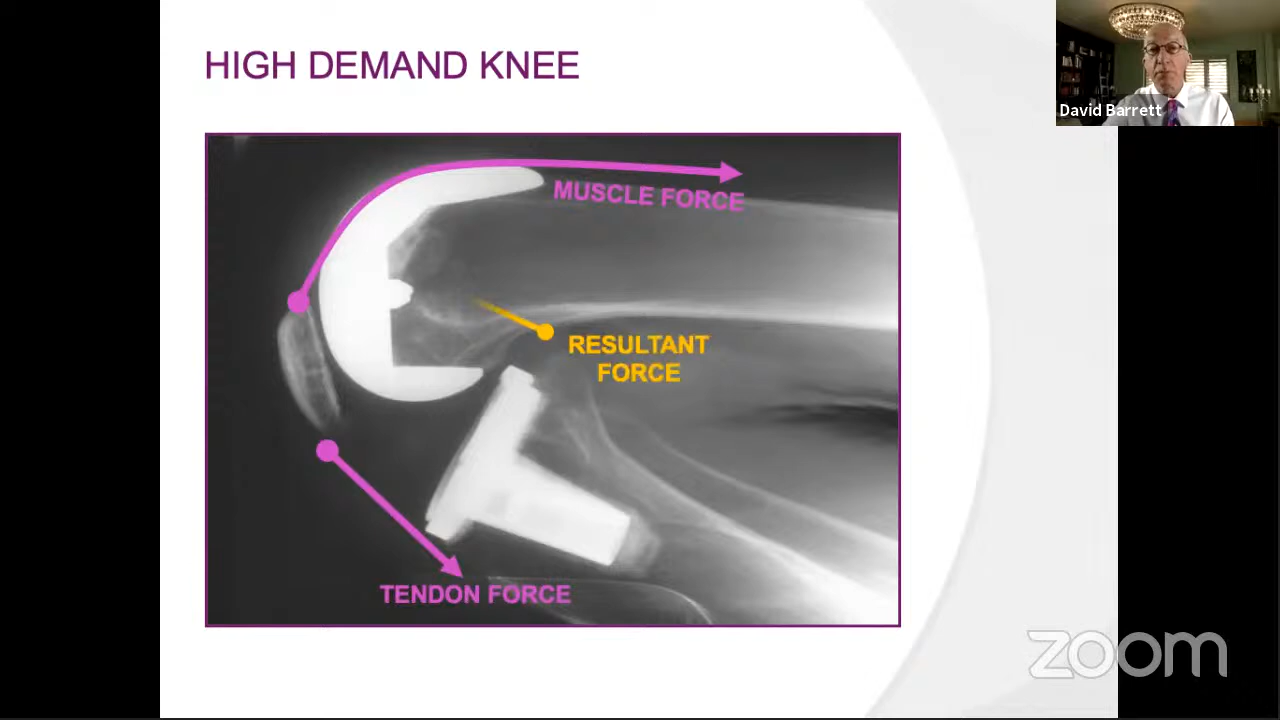 HIGH DEMAND KNEE
David Barrett
MUSCLE FORCE
RESULTANT
FORCE
TENDON FORCE
zoom